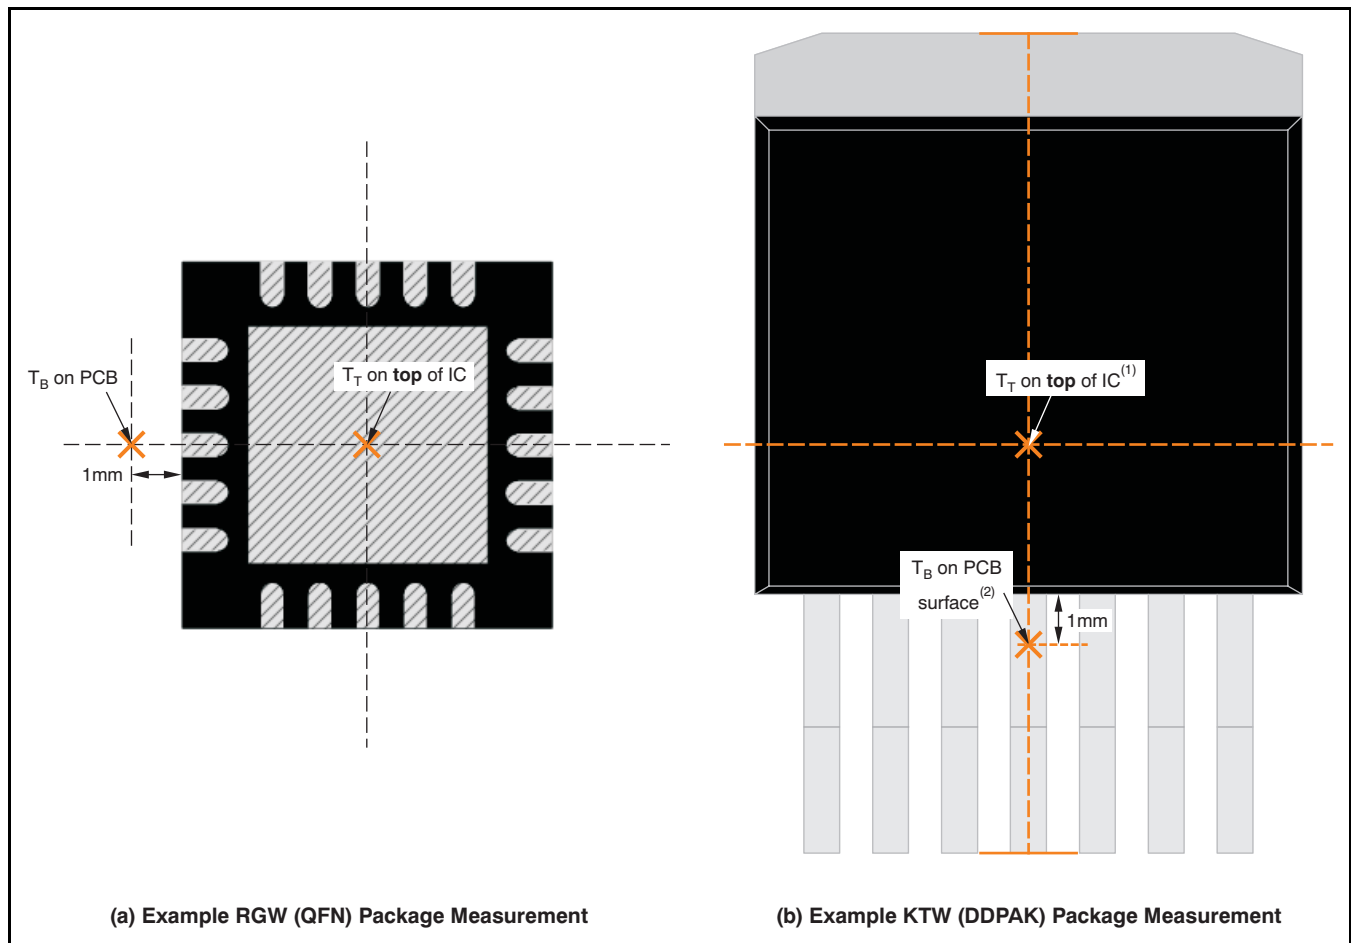 T_B on PCB
1mm
T_T on top of IC
(a) Example RGW (QFN) Package Measurement
T_T on top of IC(1)
T_B on PCB
surface(2)
1mm
(b) Example KTW (DDPAK) Package Measurement